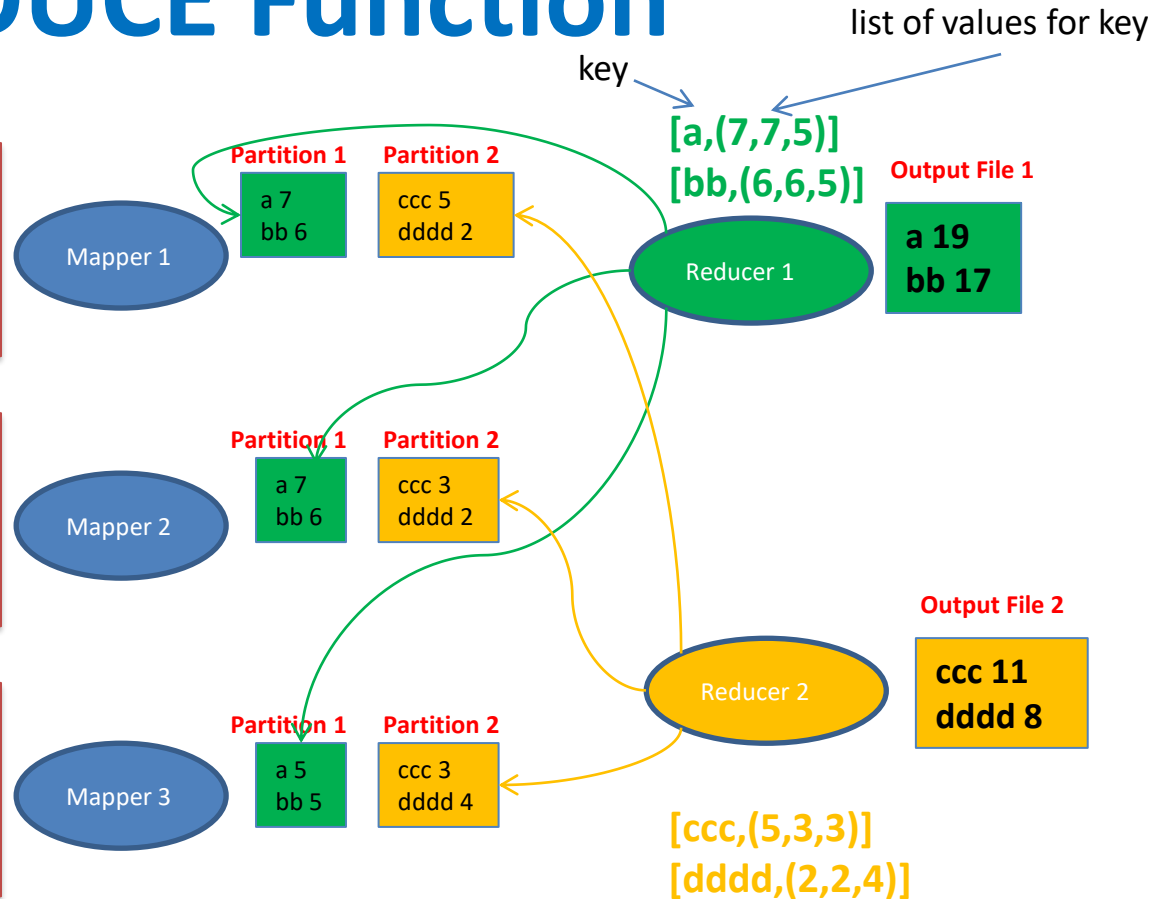 DUCE Function
list of values for key
key
[a,(7,7,5)]
[bb,(6,6,5)]
Partition 1
Partition 2
Output File 1
a 7
bb 6
ccc 5
dddd 2
Mapper 1
Reducer 1
a 19
bb 17
Partition 1
Partition 2
a 7
bb 6
ccc 3
dddd 2
Mapper 2
Output File 2
Reducer 2
ccc 11
dddd 8
Partition 1
Partition 2
a 5
bb 5
ccc 3
dddd 4
Mapper 3
[ccc,(5,3,3)]
[dddd,(2,2,4)]